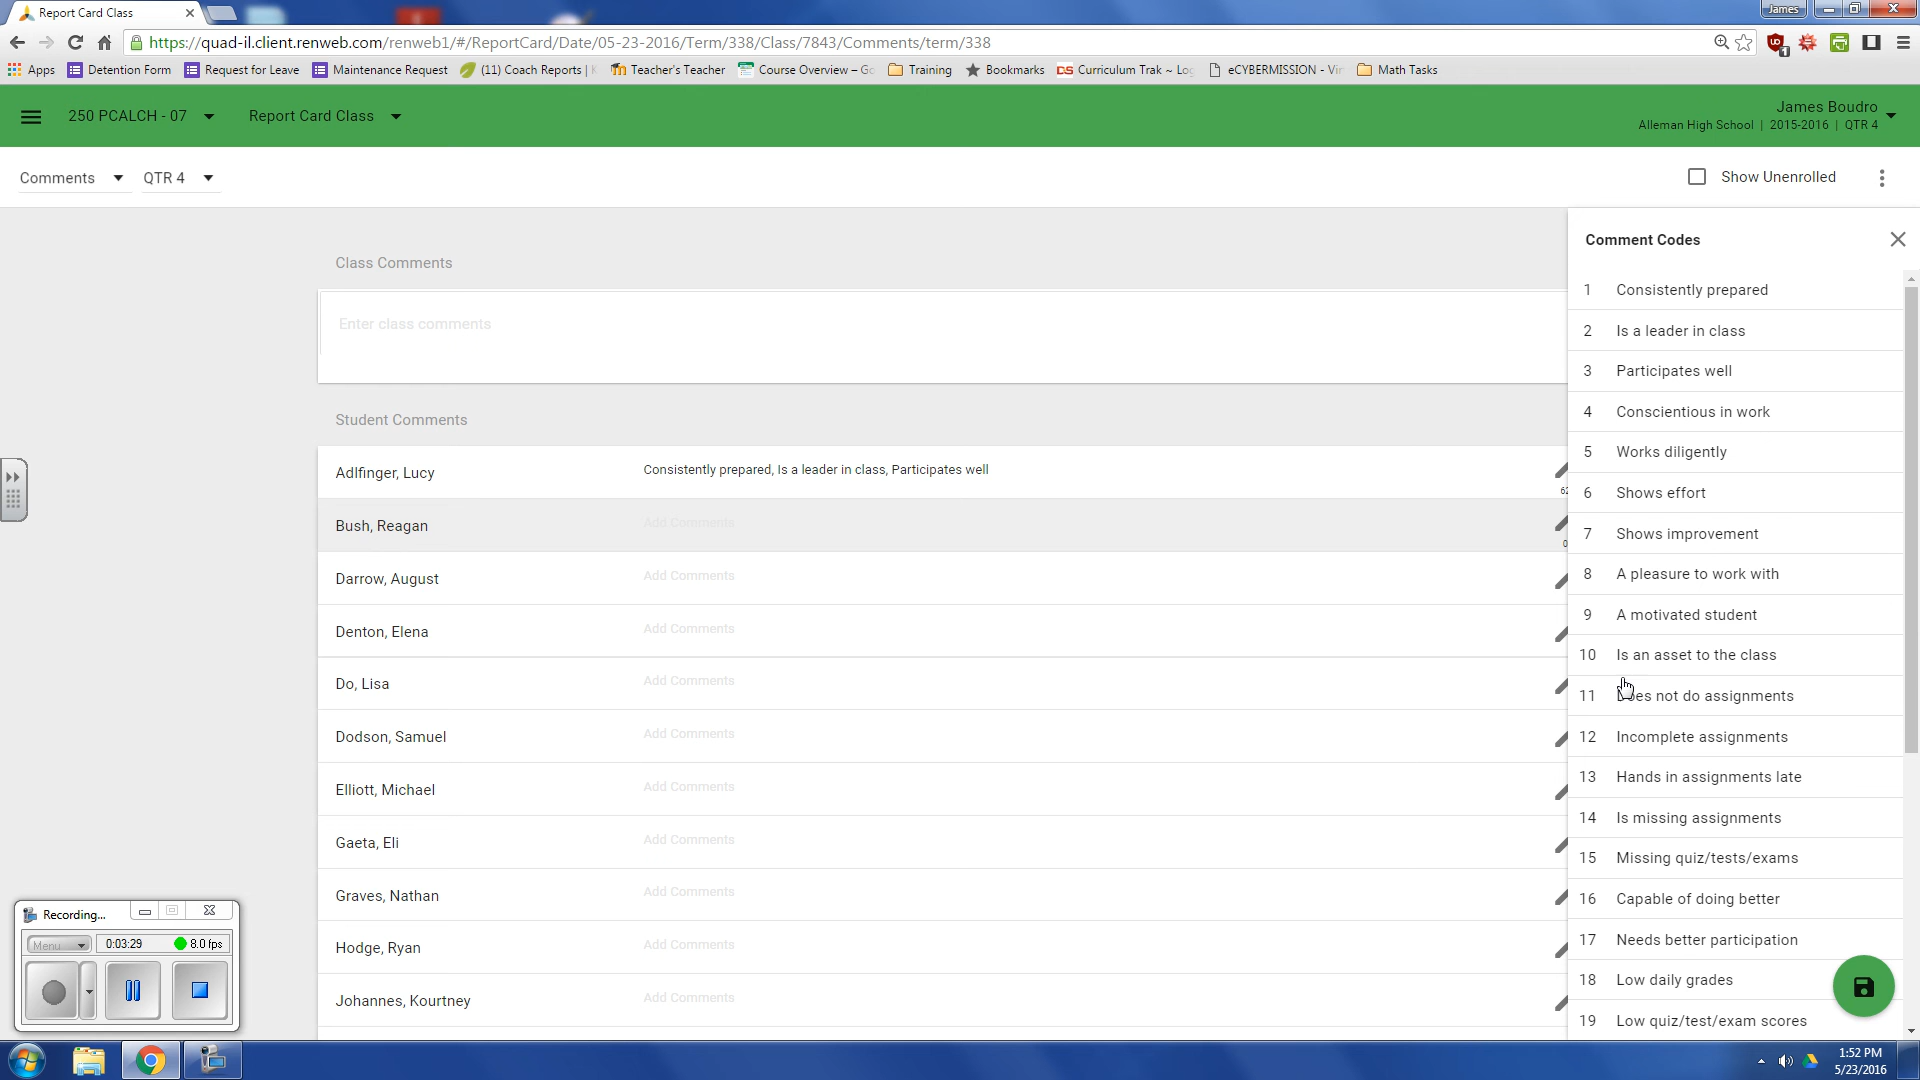 Report Card Class
James
https://quad-il.client.renweb.com/renweb1/#/ReportCard/Date/05-23-2016/Term/338/Class/7843/Comments/term/338
Apps Detention Form Request for Leave Maintenance Request (11) Coach Reports | Teacher's Teacher Course Overview – Training Bookmarks Curriculum Trak ~ eCYBERMISSION - Math Tasks
250 PCALCH - 07 Report Card Class
James Boudro
Alleman High School | 2015-2016 | QTR 4
Comments QTR 4 Show Unenrolled
Class Comments
Enter class comments
Student Comments
Adlfinger, Lucy Consistently prepared, Is a leader in class, Participates well
Bush, Reagan Add Comments
Darrow, August Add Comments
Denton, Elena Add Comments
Do, Lisa Add Comments
Dodson, Samuel Add Comments
Elliott, Michael Add Comments
Gaeta, Eli Add Comments
Graves, Nathan Add Comments
Hodge, Ryan Add Comments
Johannes, Kourtney Add Comments
Comment Codes
1 Consistently prepared
2 Is a leader in class
3 Participates well
4 Conscientious in work
5 Works diligently
6 Shows effort
7 Shows improvement
8 A pleasure to work with
9 A motivated student
10 Is an asset to the class
11 Does not do assignments
12 Incomplete assignments
13 Hands in assignments late
14 Is missing assignments
15 Missing quiz/tests/exams
16 Capable of doing better
17 Needs better participation
18 Low daily grades
19 Low quiz/test/exam scores
Recording...
Menu 0:03:29 8.0 fps
1:52 PM
5/23/2016